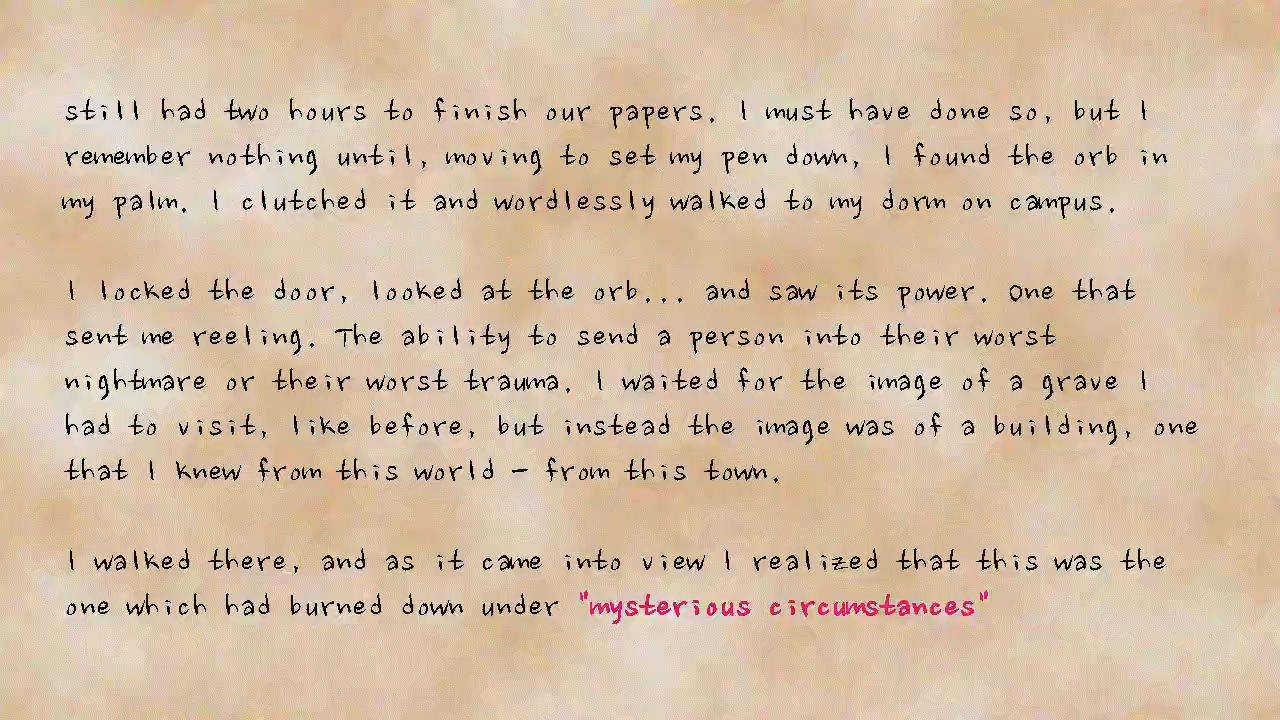 still had two hours to finish our papers. I must have done so, but I
remember nothing until, moving to set my pen down, I found the orb in
my palm. I clutched it and wordlessly walked to my dorm on campus.
I locked the door, looked at the orb... and saw its power. One that
sent me reeling. The ability to send a person into their worst
nightmare or their worst trauma. I waited for the image of a grave I
had to visit, like before, but instead the image was of a building, one
that I knew from this world - from this town.
I walked there, and as it came into view I realized that this was the
one which had burned down under "mysterious circumstances"